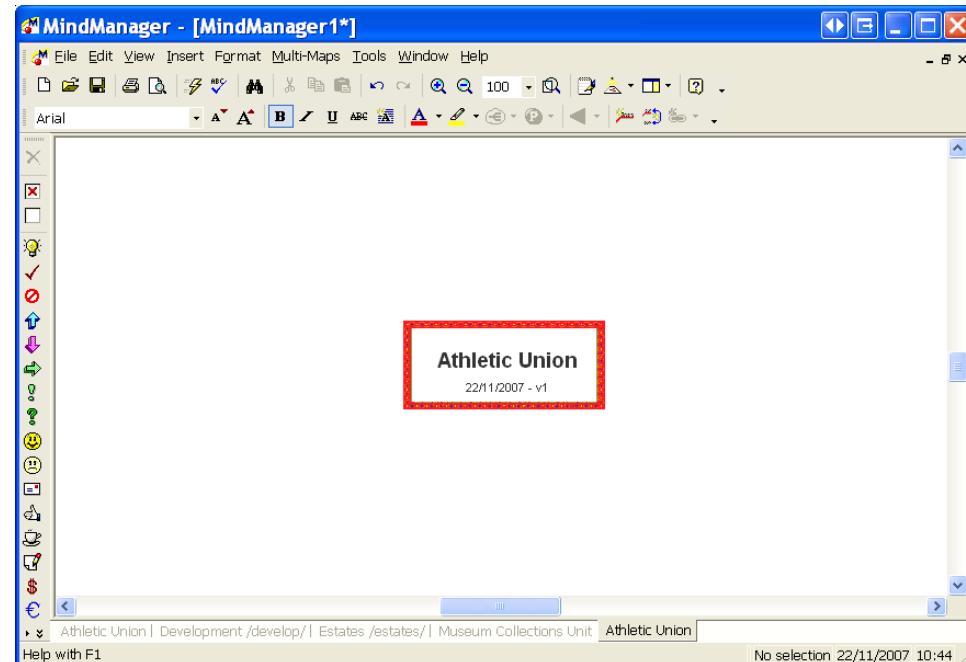 MindManager - [MindManager1*]
File Edit View Insert Format Multi-Maps Tools Window Help
100
Arial B I U ABC A
Athletic Union
22/11/2007 - v1
Athletic Union | Development /develop/ | Estates /estates/ | Museum Collections Unit Athletic Union
Help with F1 No selection 22/11/2007 10:44